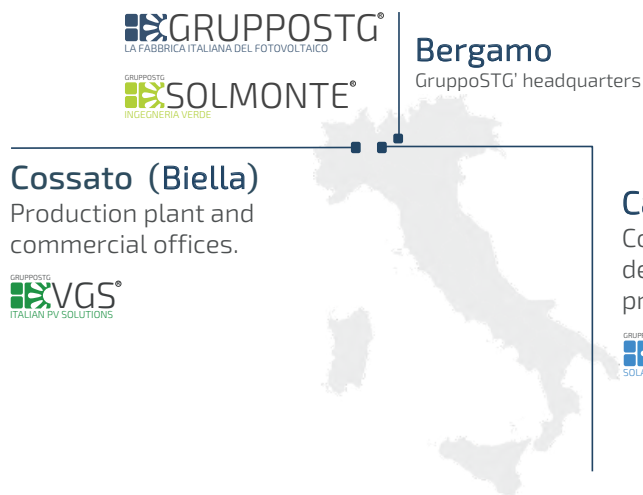 GRUPPOSTG®
LA FABBRICA ITALIANA DEL FOTOVOLTAICO
GRUPPOSTG
SOLMONTE®
INGEGNERIA VERDE
Bergamo
GruppoSTG' headquarters
Cossato (Biella)
Production plant and
commercial offices.
GRUPPOSTG
VGS®
ITALIAN PV SOLUTIONS